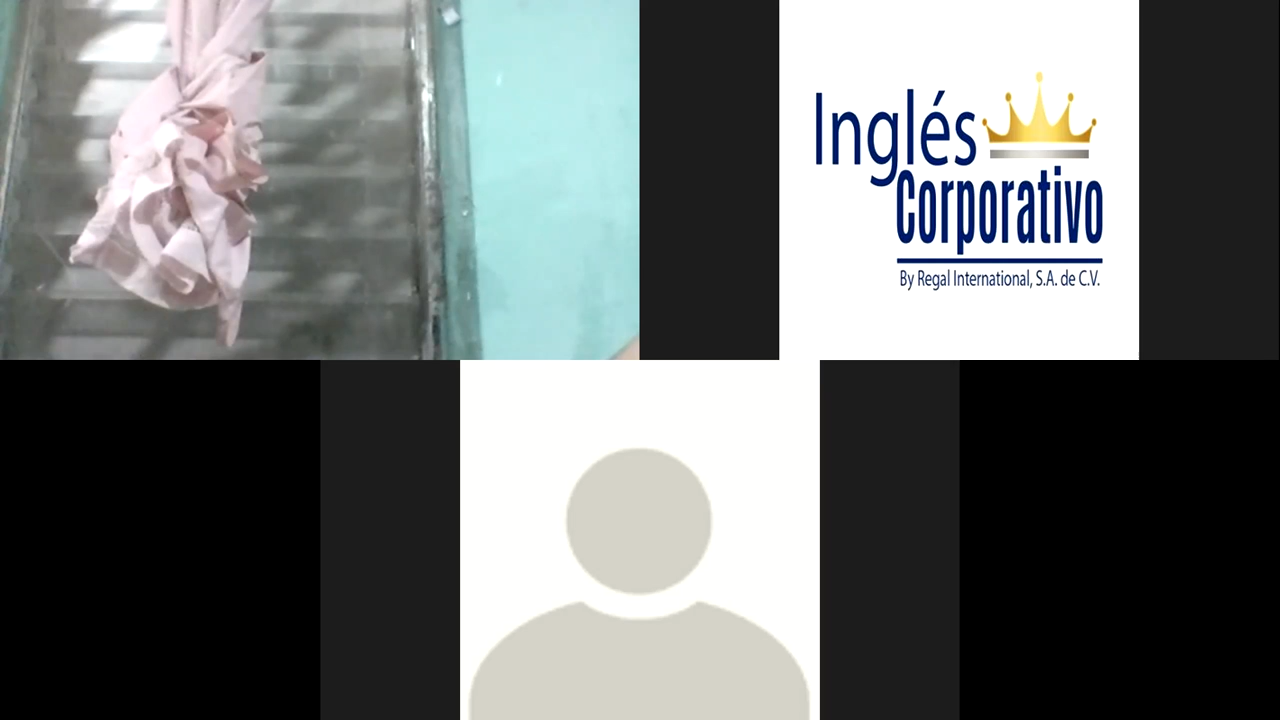 Inglés
Corporativo
By Regal International, S.A. de C.V.